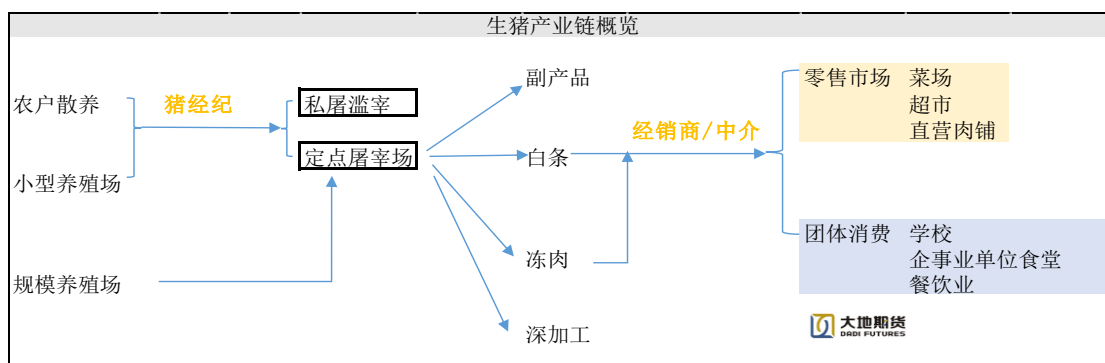 生猪产业链概览
农户散养
小型养殖场
规模养殖场
猪经纪
私屠滥宰
定点屠宰场
副产品
白条
冻肉
深加工
经销商/中介
零售市场 菜场
超市
直营肉铺
团体消费 学校
企事业单位食堂
餐饮业
大地期货
DADI FUTURES